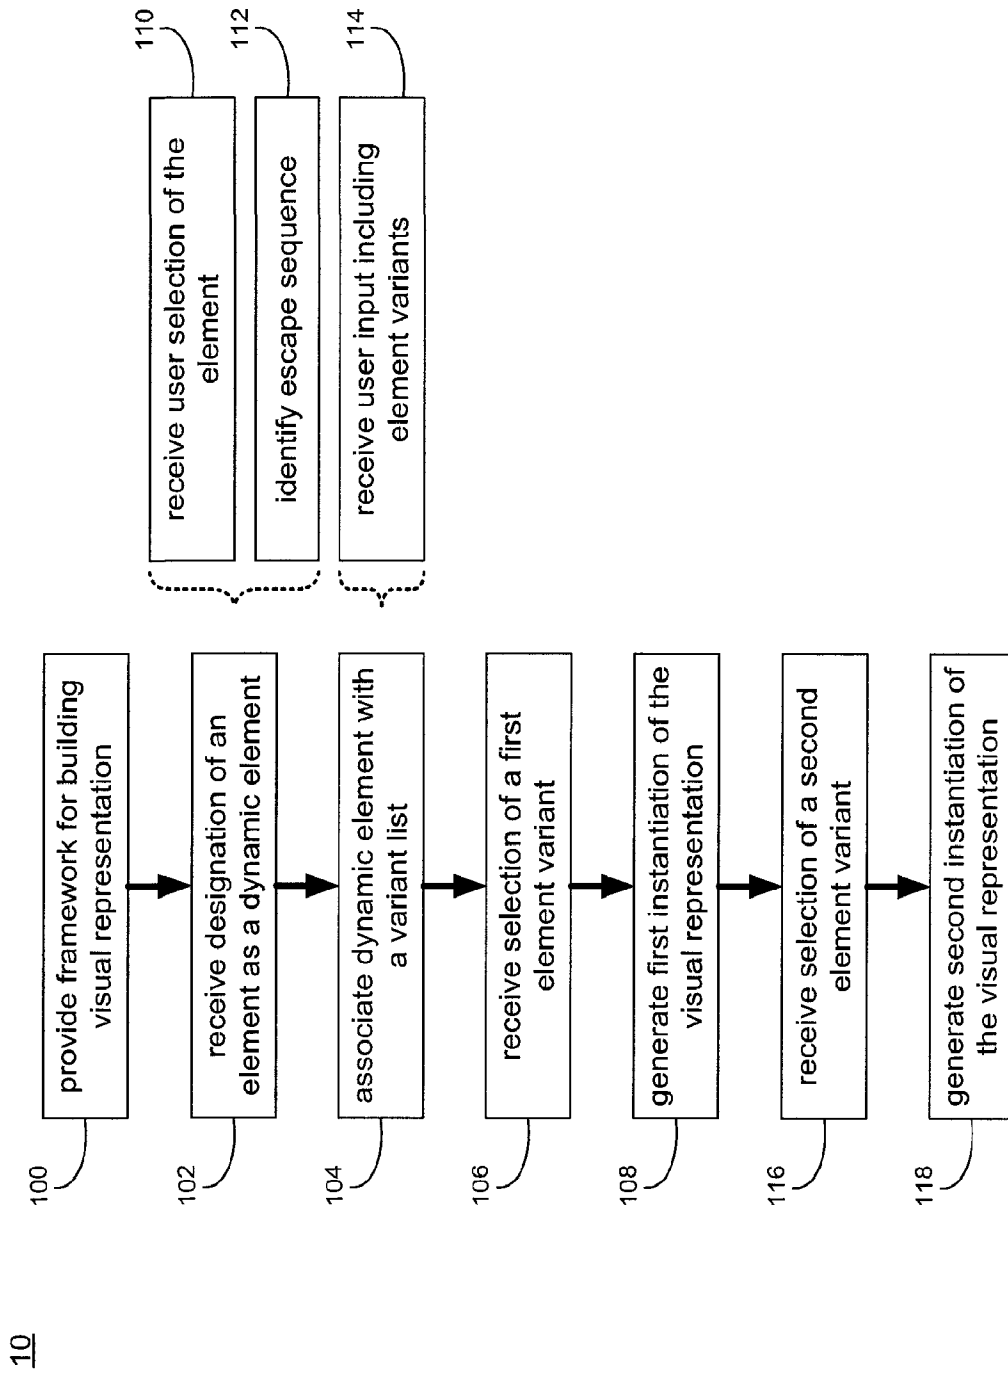 10
100
provide framework for building
visual representation
102
receive designation of an
element as a dynamic element
110
receive user selection of the
element
112
identify escape sequence
104
associate dynamic element with
a variant list
114
receive user input including
element variants
106
receive selection of a first
element variant
108
generate first instantiation of the
visual representation
116
receive selection of a second
element variant
118
generate second instantiation of
the visual representation